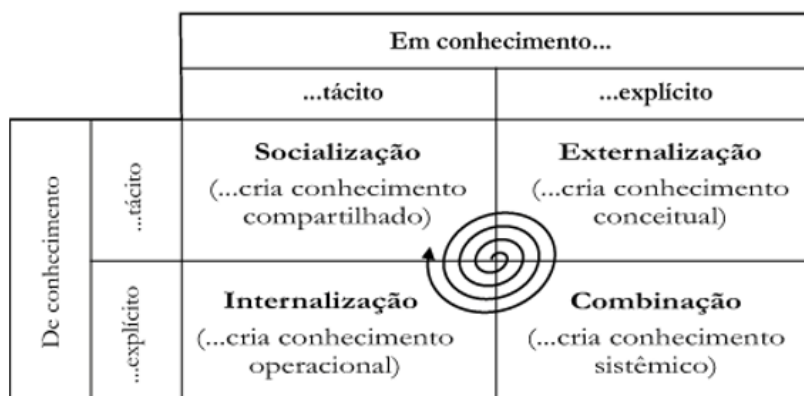 Em conhecimento...
...tácito
...explícito
De conhecimento
...tácito
Socialização
(...cria conhecimento
compartilhado)
Externalização
(...cria conhecimento
conceitual)
...explícito
Internalização
(...cria conhecimento
operacional)
Combinação
(...cria conhecimento
sistêmico)